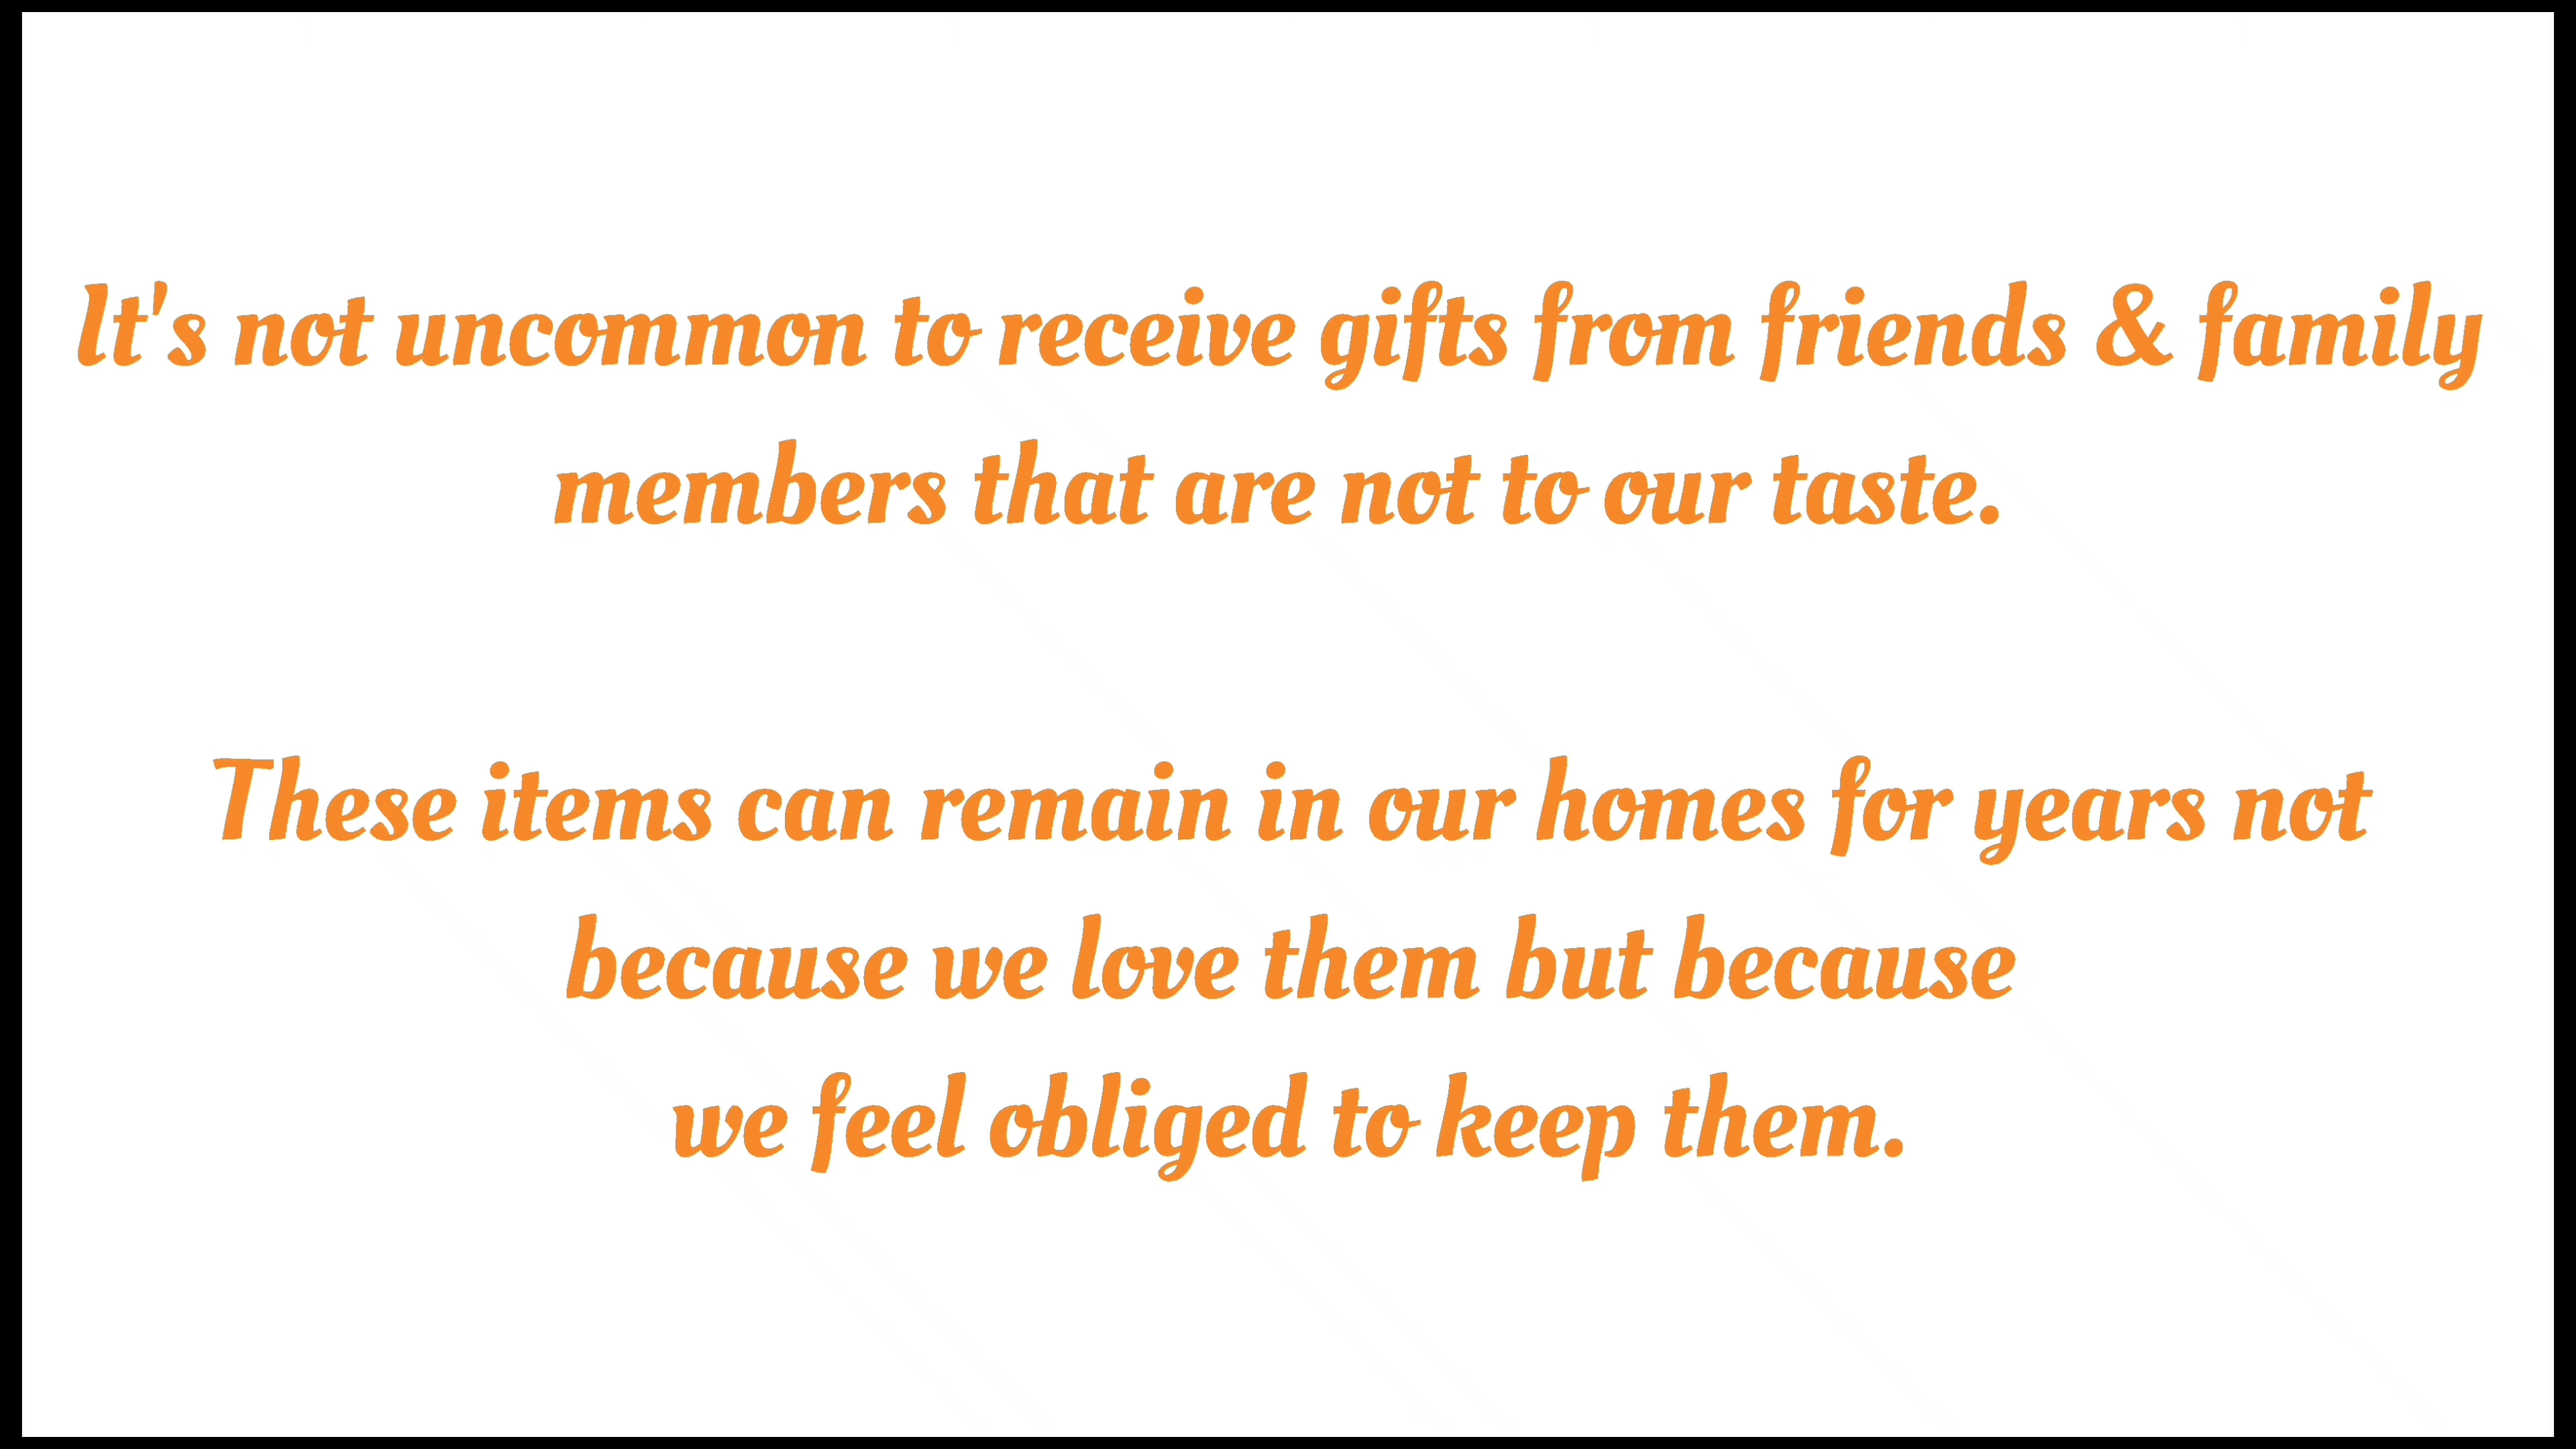 It's not uncommon to receive gifts from friends & family
members that are not to our taste.
These items can remain in our homes for years not
because we love them but because
we feel obliged to keep them.